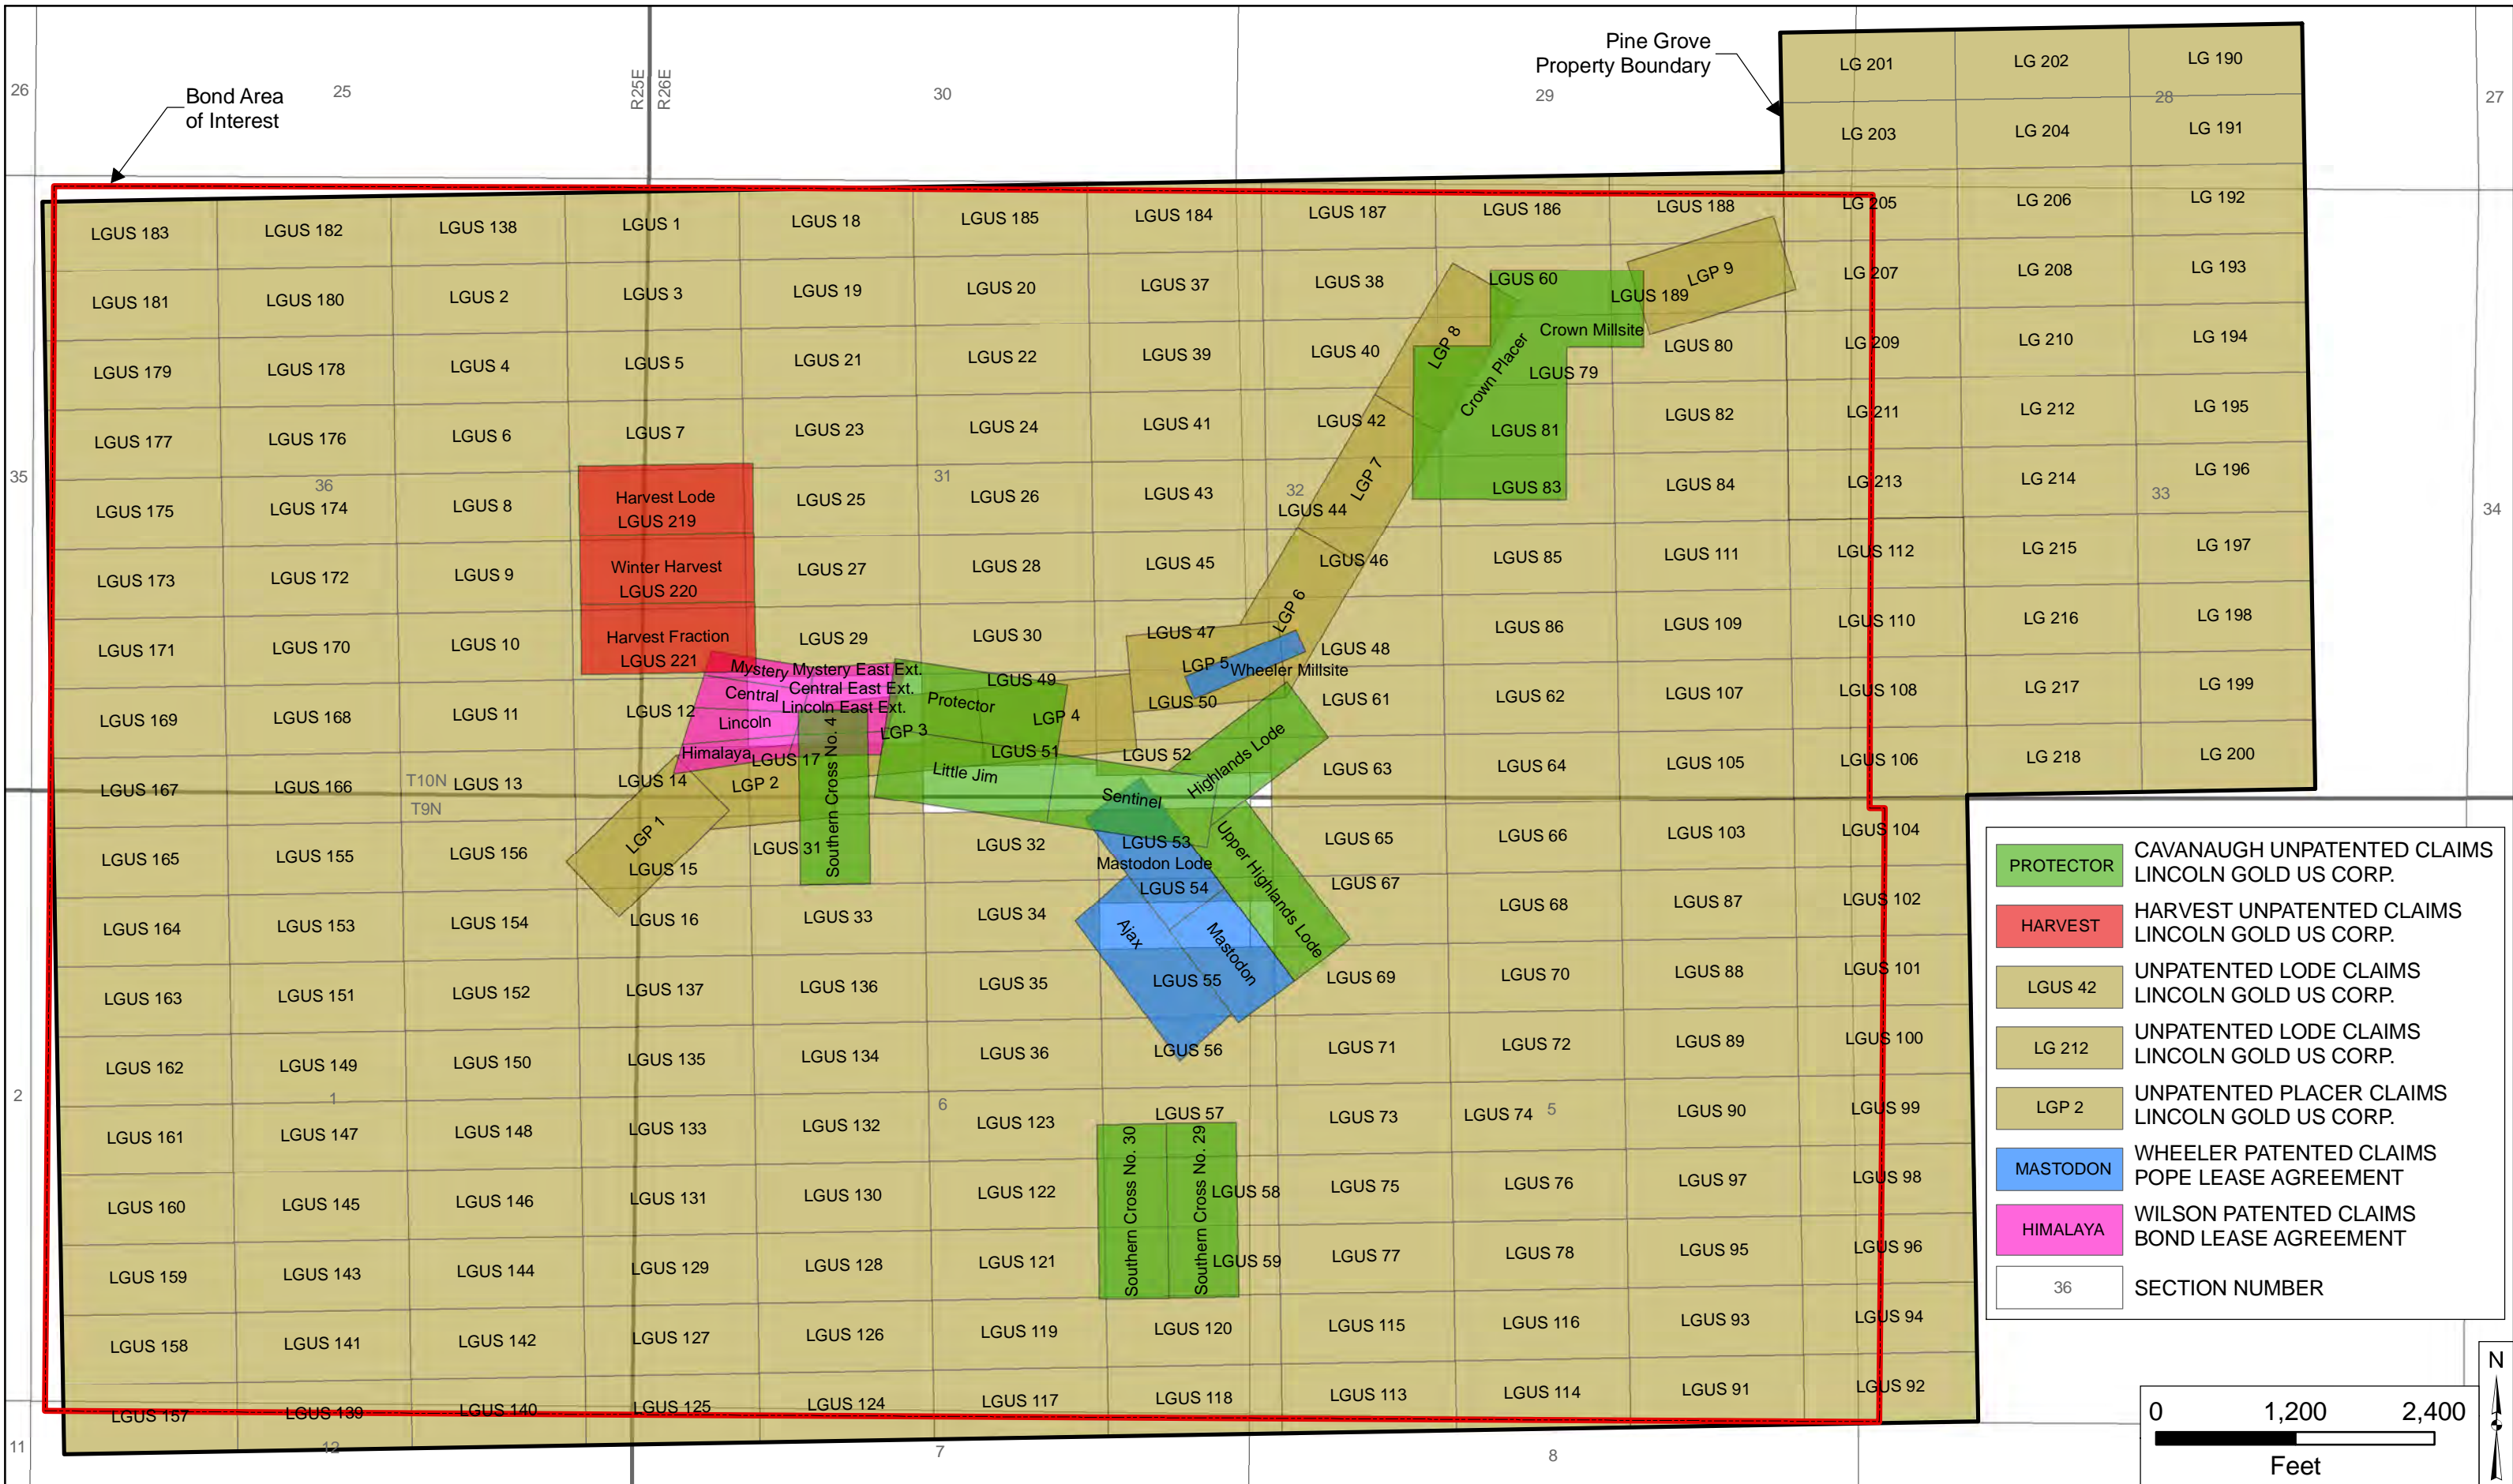 Pine Grove
Property Boundary
Bond Area
of Interest
R25E
R26E
26
25
30
29
28
27
LG 201
LG 202
LG 190
LG 203
LG 204
LG 191
LGUS 183
LGUS 182
LGUS 138
LGUS 1
LGUS 18
LGUS 185
LGUS 184
LGUS 187
LGUS 186
LGUS 188
LG 205
LG 206
LG 192
LGUS 181
LGUS 180
LGUS 2
LGUS 3
LGUS 19
LGUS 20
LGUS 37
LGUS 38
LGUS 60
LGUS 189
LGP 9
LG 207
LG 208
LG 193
LGUS 179
LGUS 178
LGUS 4
LGUS 5
LGUS 21
LGUS 22
LGUS 39
LGUS 40
LGP 8
Crown Placer
Crown Millsite
LGUS 79
LGUS 80
LG 209
LG 210
LG 194
LGUS 177
LGUS 176
LGUS 6
LGUS 7
LGUS 23
LGUS 24
LGUS 41
LGUS 42
LGUS 81
LGUS 82
LG 211
LG 212
LG 195
35
36
31
32
33
34
LGUS 175
LGUS 174
LGUS 8
Harvest Lode
LGUS 219
LGUS 25
LGUS 26
LGUS 43
LGUS 44
LGP 7
LGUS 83
LGUS 84
LG 213
LG 214
LG 196
LGUS 173
LGUS 172
LGUS 9
Winter Harvest
LGUS 220
LGUS 27
LGUS 28
LGUS 45
LGUS 46
LGUS 85
LGUS 111
LGUS 112
LG 215
LG 197
LGUS 171
LGUS 170
LGUS 10
Harvest Fraction
LGUS 221
LGUS 29
LGUS 30
LGUS 47
LGP 6
LGUS 48
LGUS 86
LGUS 109
LGUS 110
LG 216
LG 198
Mystery
Mystery East Ext.
LGUS 49
LGP 5
Wheeler Millsite
LGUS 169
LGUS 168
LGUS 11
LGUS 12
Central
Central East Ext.
Lincoln
Lincoln East Ext.
Protector
LGP 3
LGP 4
LGUS 50
LGUS 61
LGUS 62
LGUS 107
LGUS 108
LG 217
LG 199
LGUS 167
LGUS 166
T10N
T9N
LGUS 13
LGUS 14
Himalaya
LGUS 17
LGP 2
Southern Cross No. 4
LGUS 51
Little Jim
LGUS 52
Sentinel
Highlands Lode
LGUS 63
LGUS 64
LGUS 105
LGUS 106
LG 218
LG 200
LGUS 165
LGUS 155
LGUS 156
LGP 1
LGUS 15
LGUS 31
LGUS 32
LGUS 53
Mastodon Lode
LGUS 54
Upper Highlands Lode
LGUS 65
LGUS 66
LGUS 103
LGUS 104
LGUS 164
LGUS 153
LGUS 154
LGUS 16
LGUS 33
LGUS 34
Ajax
Mastodon
LGUS 67
LGUS 68
LGUS 87
LGUS 102
LGUS 163
LGUS 151
LGUS 152
LGUS 137
LGUS 136
LGUS 35
LGUS 55
LGUS 69
LGUS 70
LGUS 88
LGUS 101
LGUS 162
LGUS 149
LGUS 150
LGUS 135
LGUS 134
LGUS 36
LGUS 56
LGUS 71
LGUS 72
LGUS 89
LGUS 100
2
1
6
5
LGUS 161
LGUS 147
LGUS 148
LGUS 133
LGUS 132
LGUS 123
LGUS 57
LGUS 73
LGUS 74
LGUS 90
LGUS 99
LGUS 160
LGUS 145
LGUS 146
LGUS 131
LGUS 130
LGUS 122
Southern Cross No. 30
Southern Cross No. 29
LGUS 58
LGUS 75
LGUS 76
LGUS 97
LGUS 98
LGUS 159
LGUS 143
LGUS 144
LGUS 129
LGUS 128
LGUS 121
LGUS 59
LGUS 77
LGUS 78
LGUS 95
LGUS 96
LGUS 158
LGUS 141
LGUS 142
LGUS 127
LGUS 126
LGUS 119
LGUS 120
LGUS 115
LGUS 116
LGUS 93
LGUS 94
LGUS 157
LGUS 139
LGUS 140
LGUS 125
LGUS 124
LGUS 117
LGUS 118
LGUS 113
LGUS 114
LGUS 91
LGUS 92
11
12
7
8
PROTECTOR
CAVANAUGH UNPATENTED CLAIMS
LINCOLN GOLD US CORP.
HARVEST
HARVEST UNPATENTED CLAIMS
LINCOLN GOLD US CORP.
LGUS 42
UNPATENTED LODE CLAIMS
LINCOLN GOLD US CORP.
LG 212
UNPATENTED LODE CLAIMS
LINCOLN GOLD US CORP.
LGP 2
UNPATENTED PLACER CLAIMS
LINCOLN GOLD US CORP.
MASTODON
WHEELER PATENTED CLAIMS
POPE LEASE AGREEMENT
HIMALAYA
WILSON PATENTED CLAIMS
BOND LEASE AGREEMENT
36
SECTION NUMBER
N
0 1,200 2,400
Feet